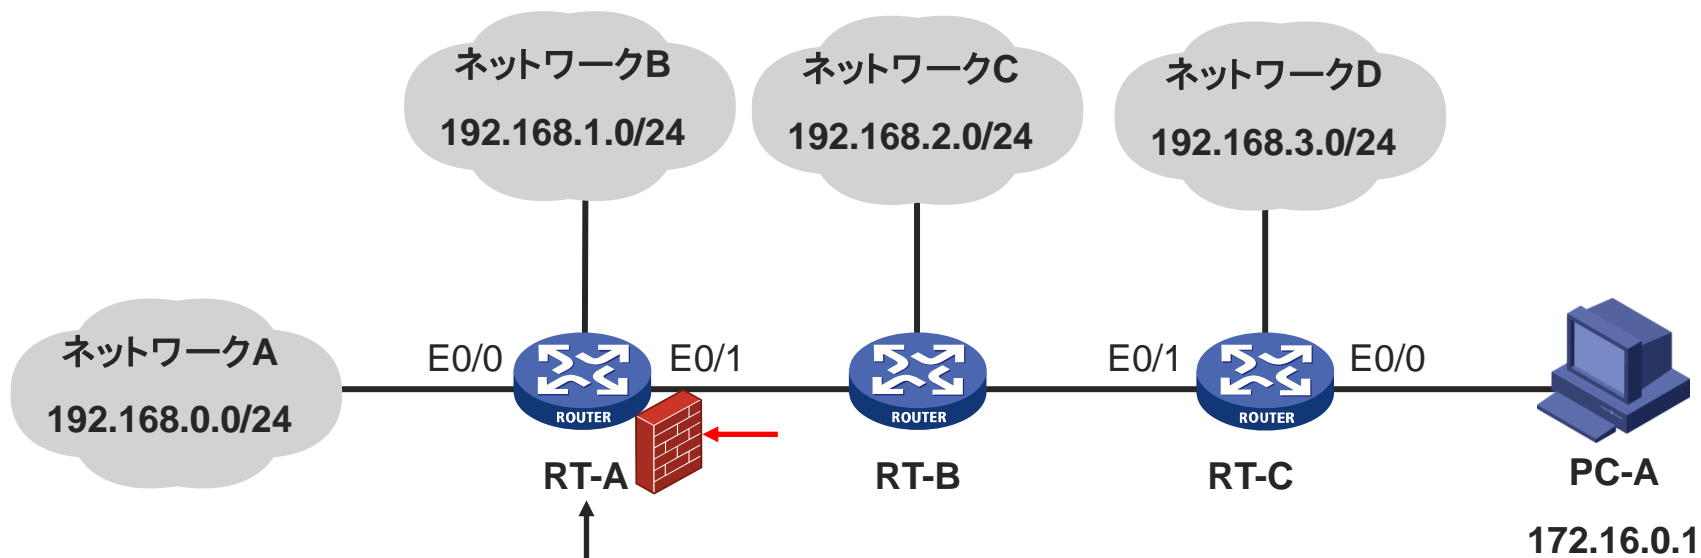 ネットワークB
192.168.1.0/24
ネットワークC
192.168.2.0/24
ネットワークD
192.168.3.0/24
ネットワークA
192.168.0.0/24
E0/0
E0/1
E0/1
E0/0
ROUTER
ROUTER
ROUTER
RT-A
RT-B
RT-C
PC-A
172.16.0.1